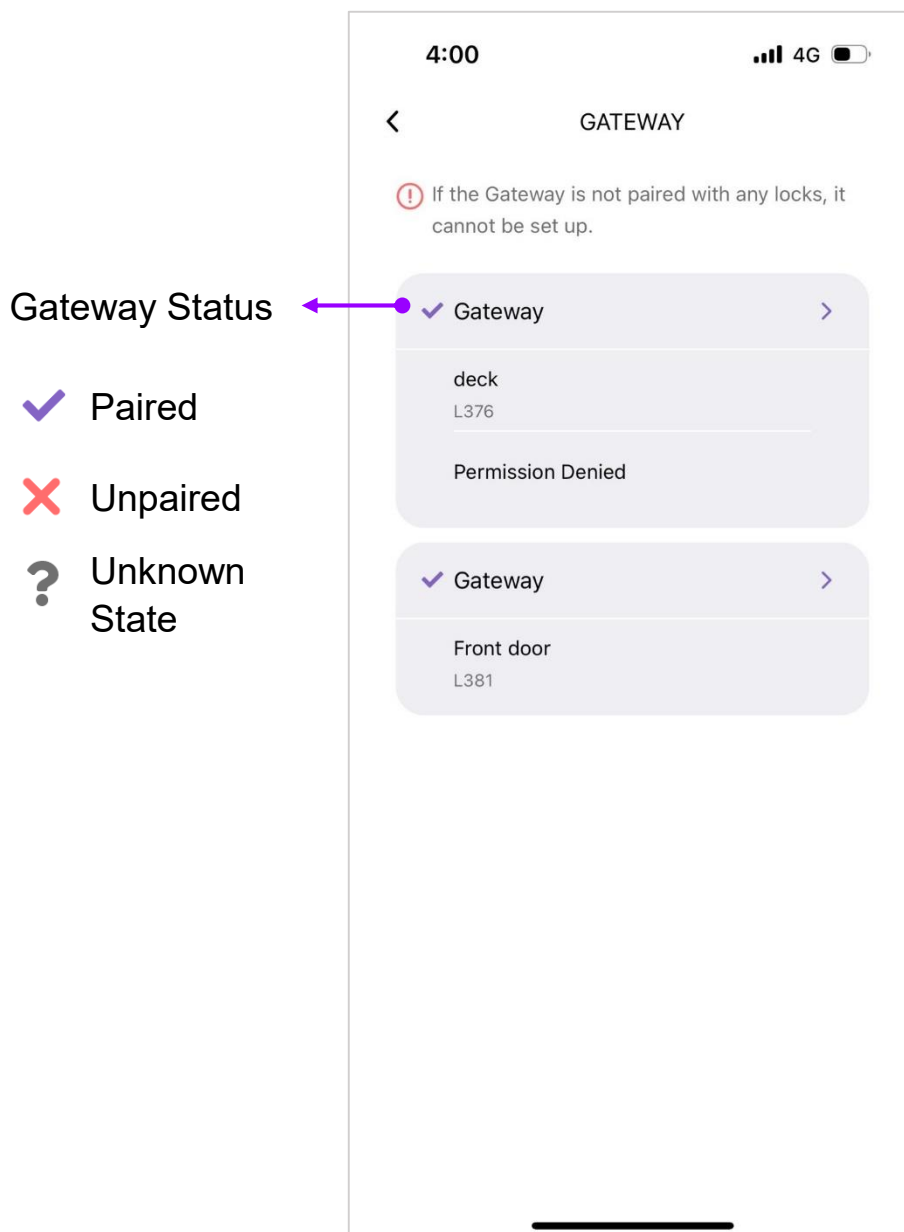 4:00
4G
GATEWAY
If the Gateway is not paired with any locks, it
cannot be set up.
Gateway Status
Gateway
deck
L376
Paired
Permission Denied
Unpaired
Unknown
State
Gateway
Front door
L381